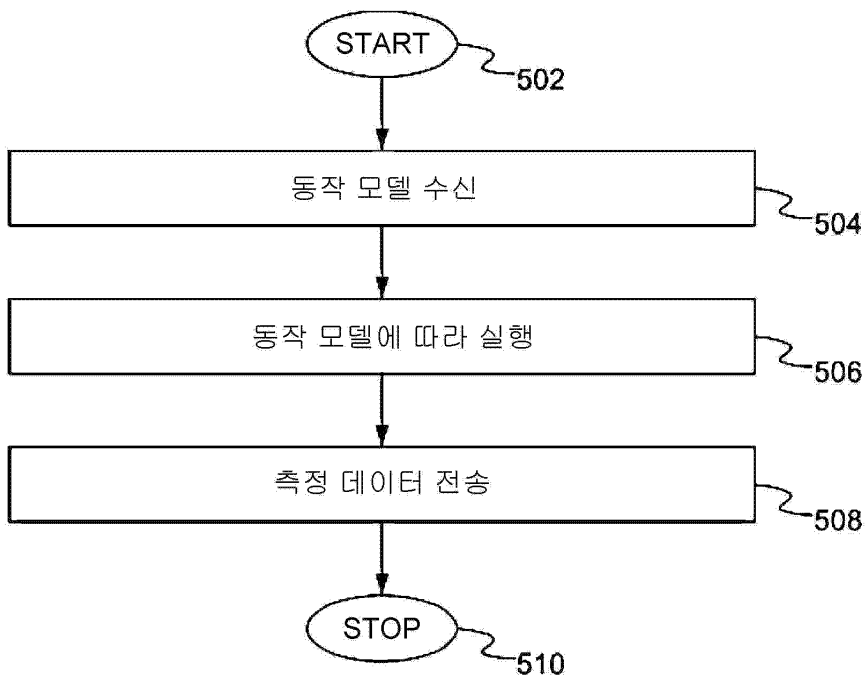 START
502
동작 모델 수신
504
동작 모델에 따라 실행
506
측정 데이터 전송
508
STOP
510